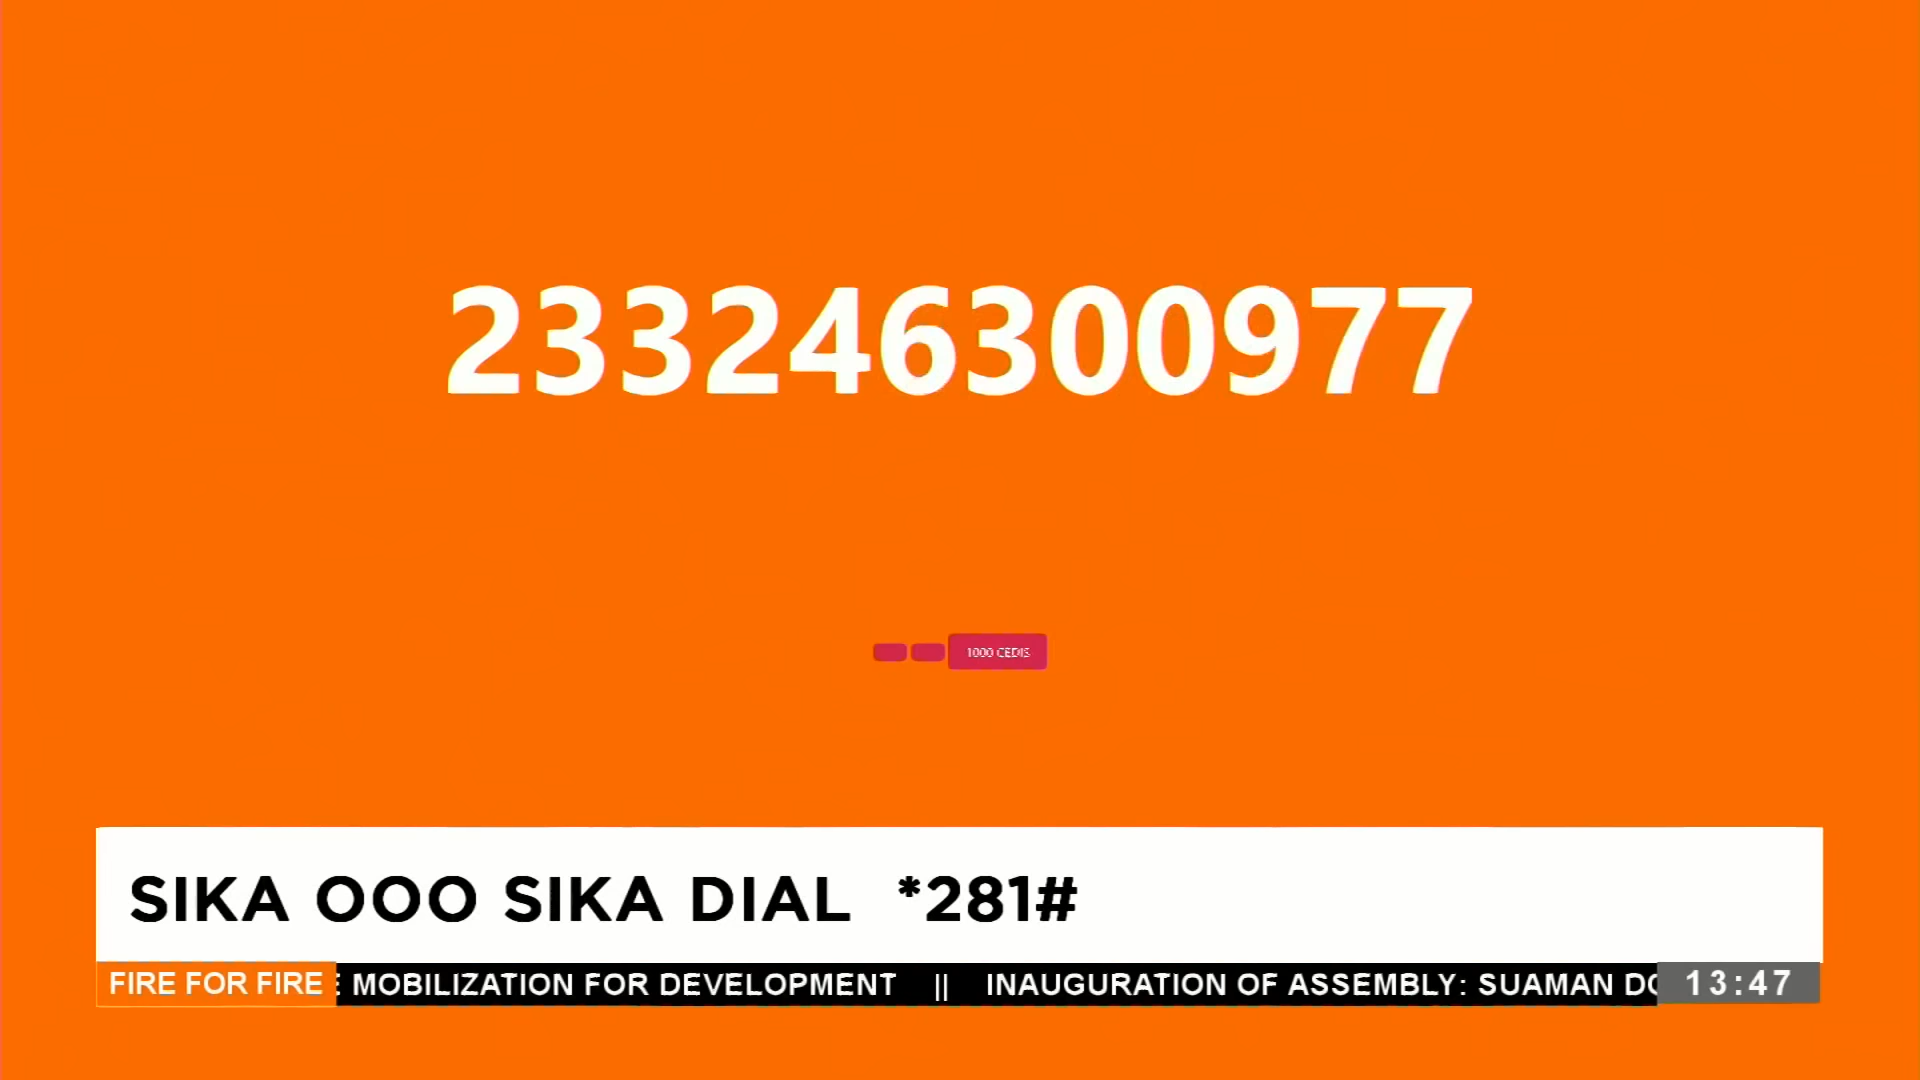 233246300977
1000 CEDIS
SIKA OOO SIKA DIAL *281#
FIRE FOR FIRE MOBILIZATION FOR DEVELOPMENT || INAUGURATION OF ASSEMBLY: SUAMAN 13:47